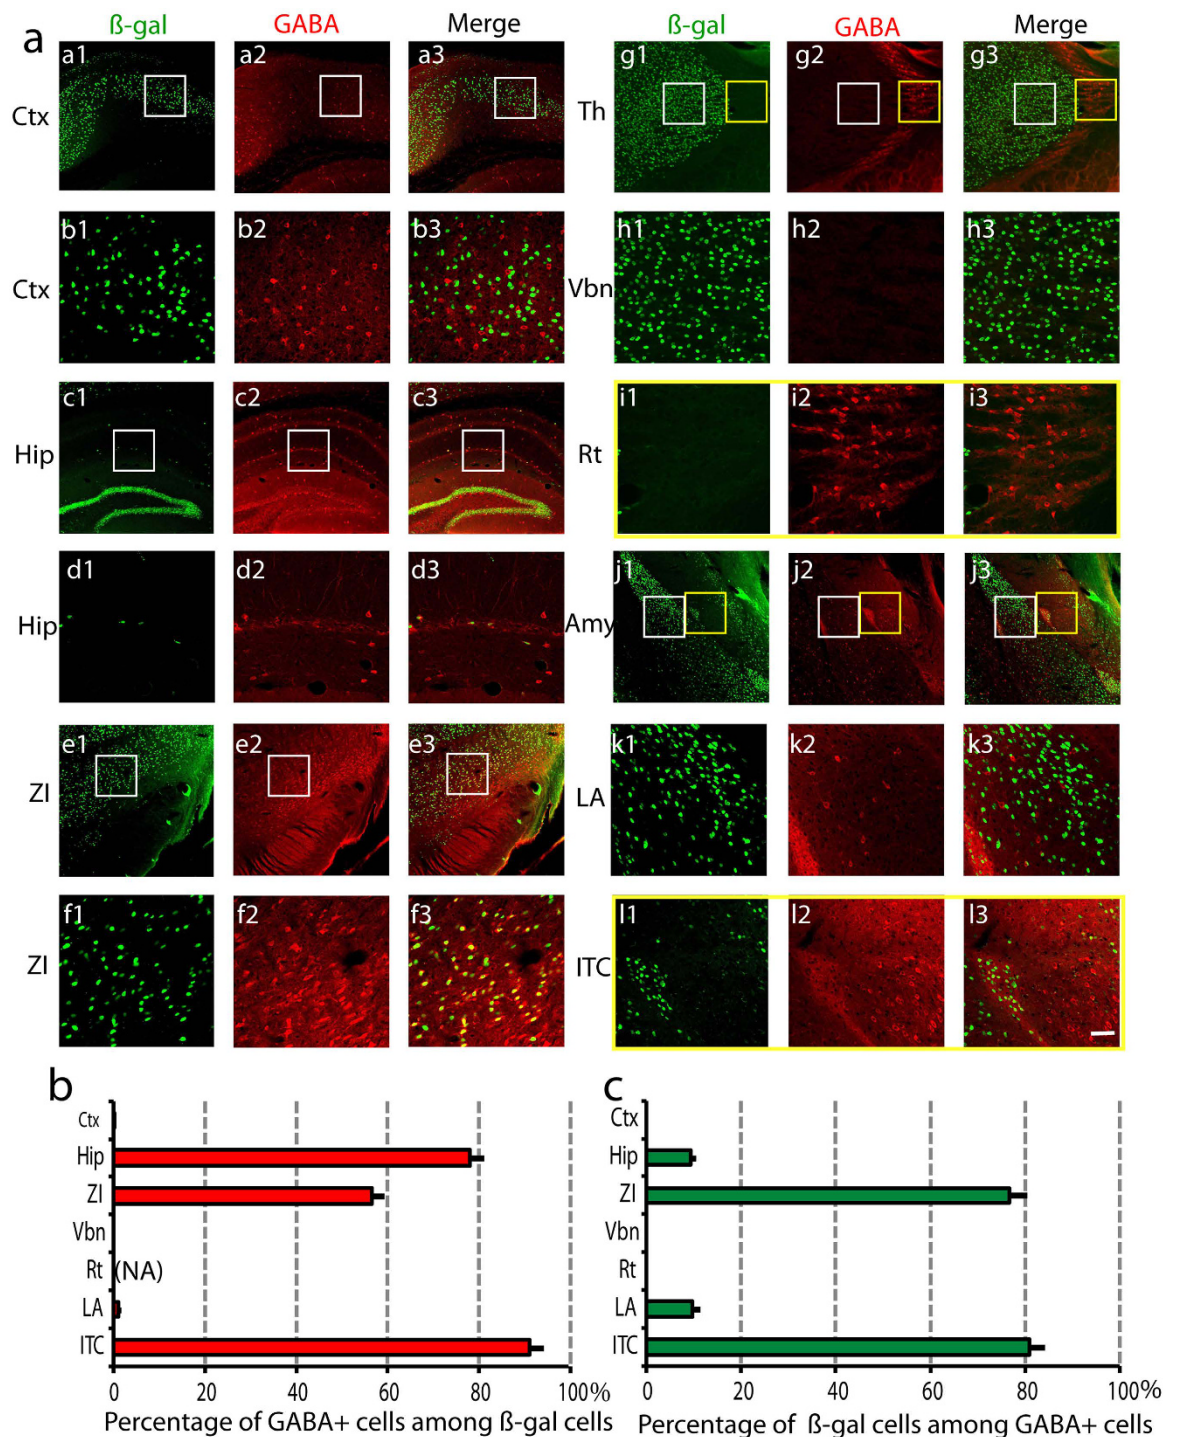 a
ß-gal GABA Merge ß-gal GABA Merge
Ctx a1 a2 a3 Th g1 g2 g3
Ctx b1 b2 b3 Vbn h1 h2 h3
Hip c1 c2 c3 Rt i1 i2 i3
Hip d1 d2 d3 Amy j1 j2 j3
ZI e1 e2 e3 LA k1 k2 k3
ZI f1 f2 f3 ITC l1 l2 l3
b
Ctx
Hip
ZI
Vbn
Rt (NA)
LA
ITC
0 20 40 60 80 100%
Percentage of GABA+ cells among ß-gal cells
c
Ctx
Hip
ZI
Vbn
Rt
LA
ITC
0 20 40 60 80 100%
Percentage of ß-gal cells among GABA+ cells